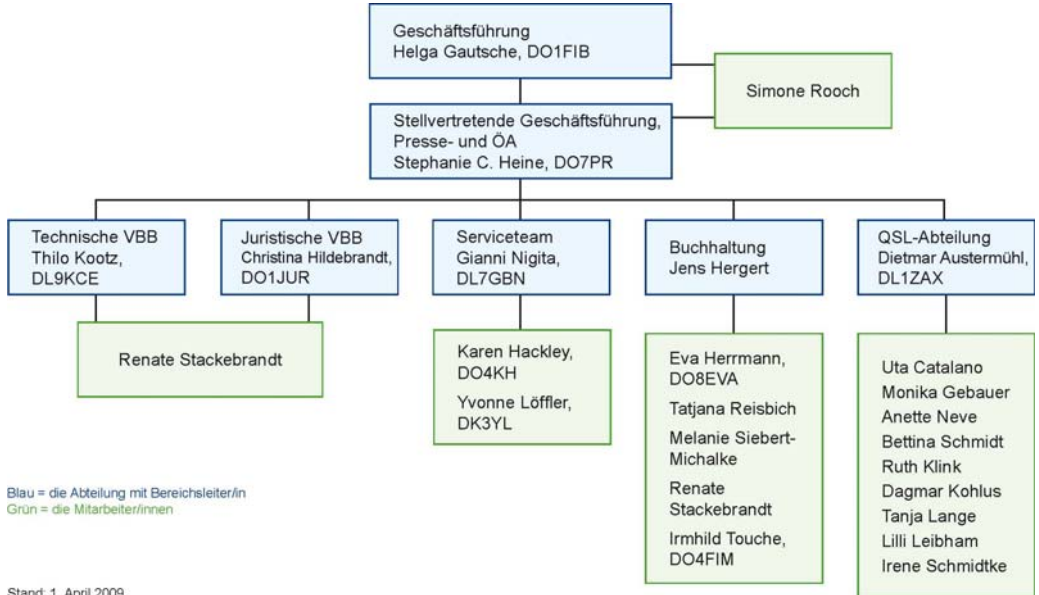 Geschäftsführung
Helga Gautsche, DO1FIB
Simone Rooch
Stellvertretende Geschäftsführung,
Presse- und ÖA
Stephanie C. Heine, DO7PR
Technische VBB
Thilo Kootz,
DL9KCE
Juristische VBB
Christina Hildebrandt,
DO1JUR
Serviceteam
Gianni Nigita,
DL7GBN
Buchhaltung
Jens Hergert
QSL-Abteilung
Dietmar Austermühl,
DL1ZAX
Renate Stackebrandt
Karen Hackley,
DO4KH
Yvonne Löffler,
DK3YL
Eva Herrmann,
DO8EVA
Tatjana Reisbich
Melanie Siebert-
Michalke
Renate
Stackebrandt
Irmhild Touche,
DO4FIM
Uta Catalano
Monika Gebauer
Anette Neve
Bettina Schmidt
Ruth Klink
Dagmar Kohlus
Tanja Lange
Lilli Leibham
Irene Schmidtke
Blau = die Abteilung mit Bereichsleiter/in
Grün = die Mitarbeiter/innen
Stand: 1. April 2009